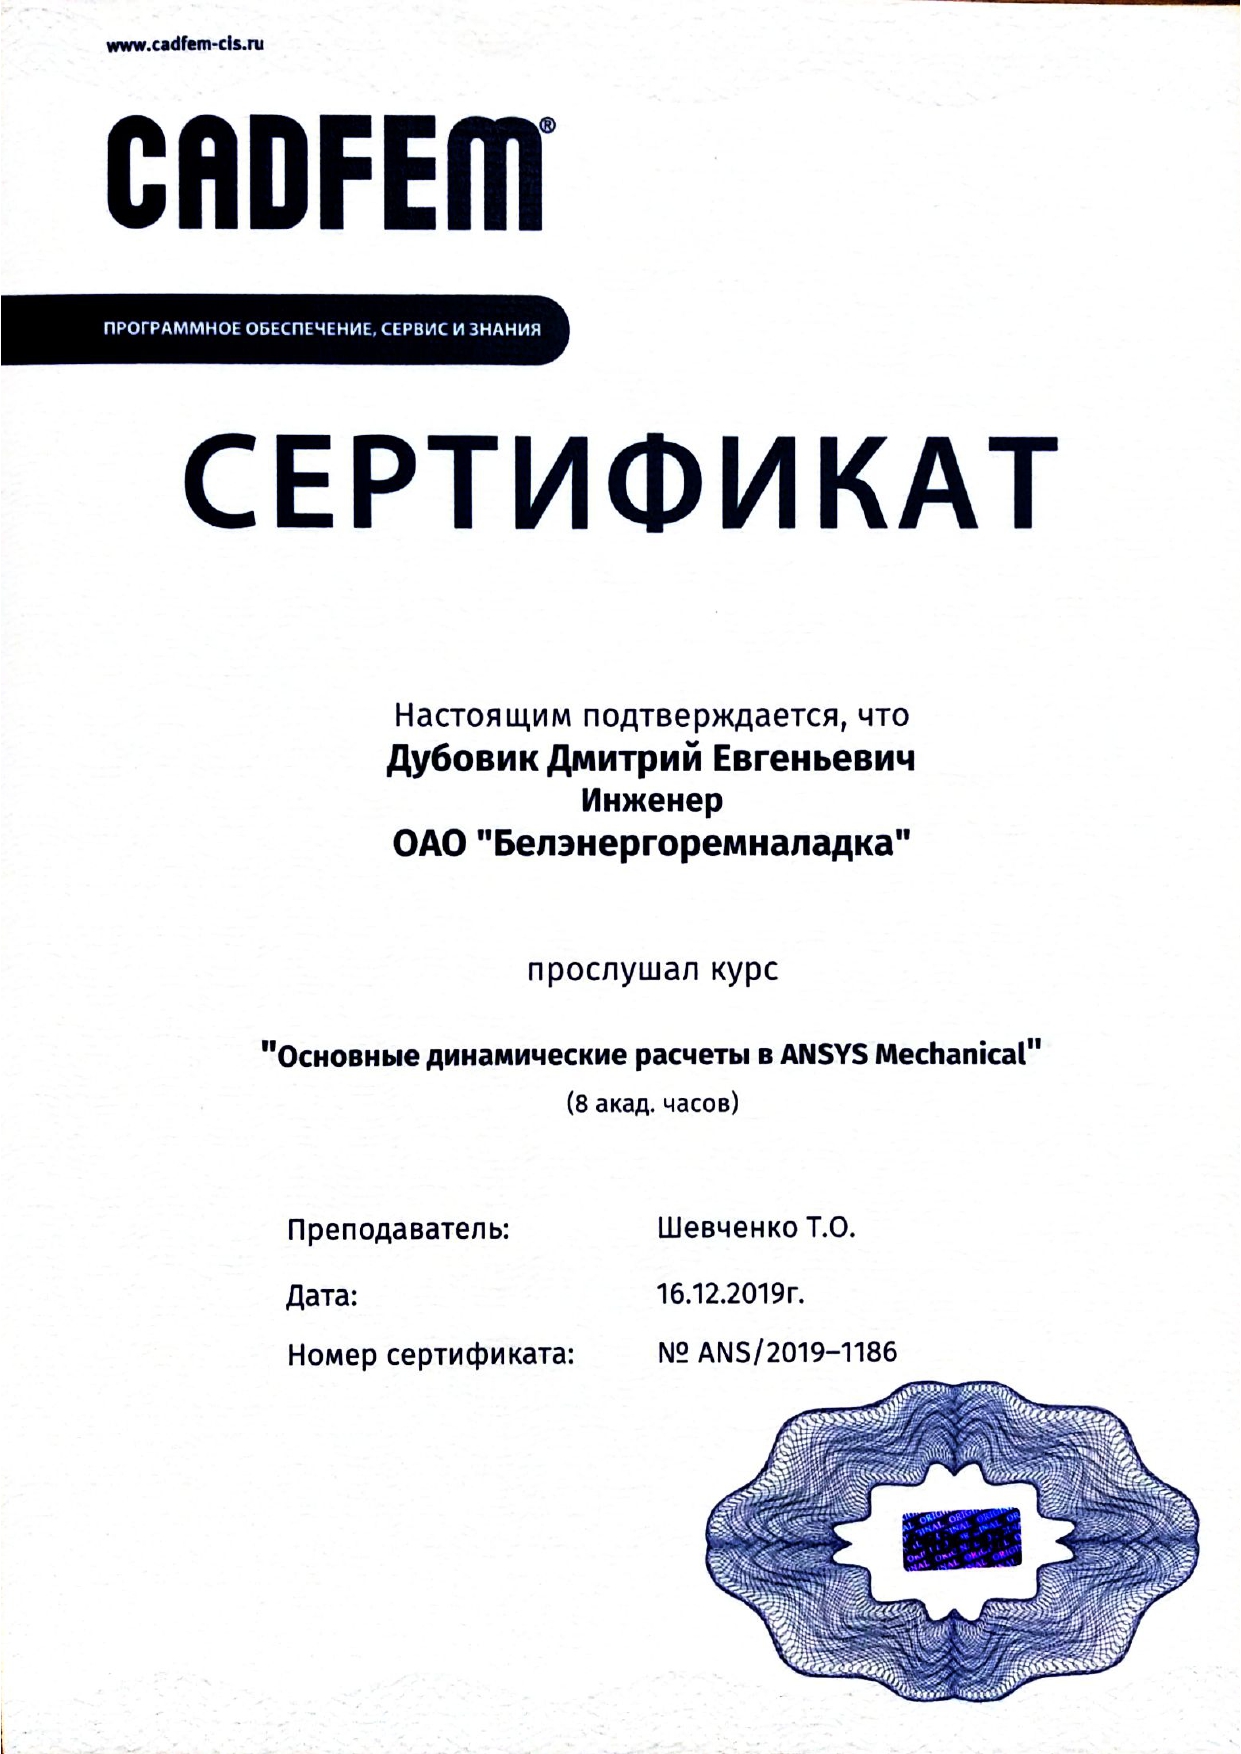 www.cadfem-cis.ru
CADFEM®
ПРОГРАММНОЕ ОБЕСПЕЧЕНИЕ, СЕРВИС И ЗНАНИЯ
СЕРТИФИКАТ
Настоящим подтверждается, что
Дубовик Дмитрий Евгеньевич
Инженер
ОАО "Белэнергоремналадка"
прослушал курс
"Основные динамические расчеты в ANSYS Mechanical"
(8 акад. часов)
Преподаватель: Шевченко Т.О.
Дата: 16.12.2019г.
Номер сертификата: № ANS/2019–1186
ORIGINAL